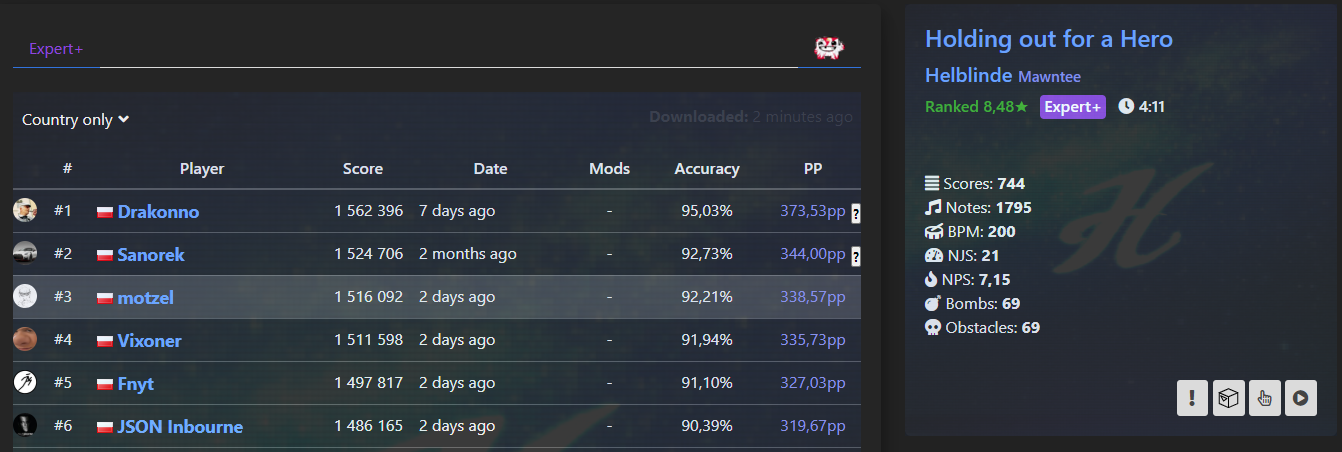 Expert+
Country only
Downloaded: 2 minutes ago
# Player Score Date Mods Accuracy PP
#1 Drakonno 1 562 396 7 days ago - 95,03% 373,53pp ?
#2 Sanorek 1 524 706 2 months ago - 92,73% 344,00pp ?
#3 motzel 1 516 092 2 days ago - 92,21% 338,57pp
#4 Vixoner 1 511 598 2 days ago - 91,94% 335,73pp
#5 Fnyt 1 497 817 2 days ago - 91,10% 327,03pp
#6 JSON Inbourne 1 486 165 2 days ago - 90,39% 319,67pp
Holding out for a Hero
Helblinde Mawntee
Ranked 8,48★ Expert+ 4:11
Scores: 744
Notes: 1795
BPM: 200
NJS: 21
NPS: 7,15
Bombs: 69
Obstacles: 69
H
!